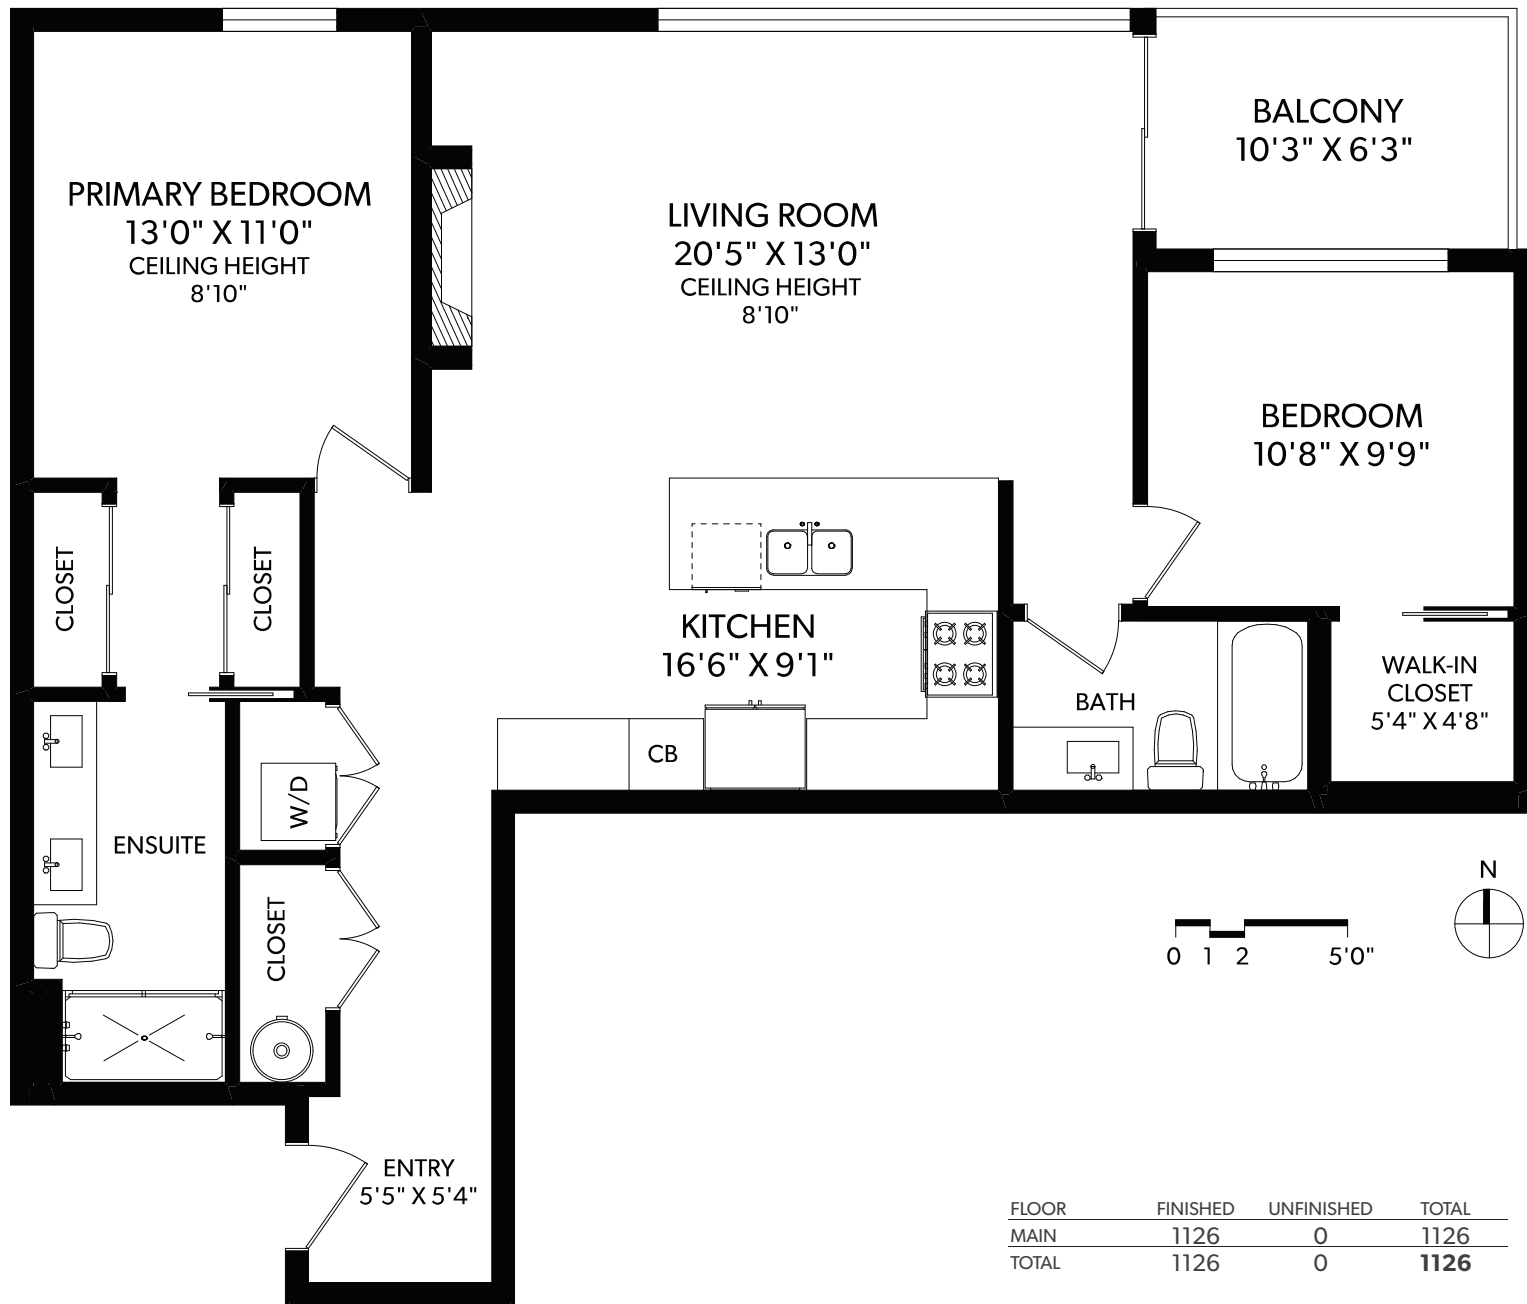 BALCONY
10'3" X 6'3"
PRIMARY BEDROOM
13'0" X 11'0"
CEILING HEIGHT
8'10"
LIVING ROOM
20'5" X 13'0"
CEILING HEIGHT
8'10"
BEDROOM
10'8" X 9'9"
CLOSET
CLOSET
KITCHEN
16'6" X 9'1"
WALK-IN
CLOSET
5'4" X 4'8"
BATH
CB
W/D
ENSUITE
CLOSET
N
0 1 2 5'0"
ENTRY
5'5" X 5'4"
FLOOR FINISHED UNFINISHED TOTAL
MAIN 1126 0 1126
TOTAL 1126 0 1126